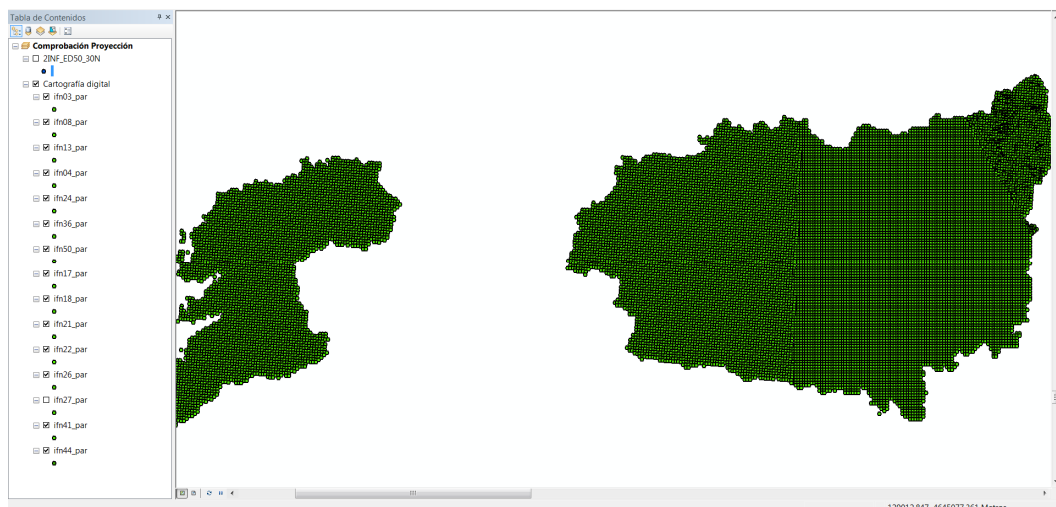 Tabla de Contenidos
Comprobación Proyección
2INF_ED50_30N
Cartografía digital
ifn03_par
ifn08_par
ifn13_par
ifn04_par
ifn24_par
ifn36_par
ifn50_par
ifn17_par
ifn18_par
ifn21_par
ifn22_par
ifn26_par
ifn27_par
ifn41_par
ifn44_par